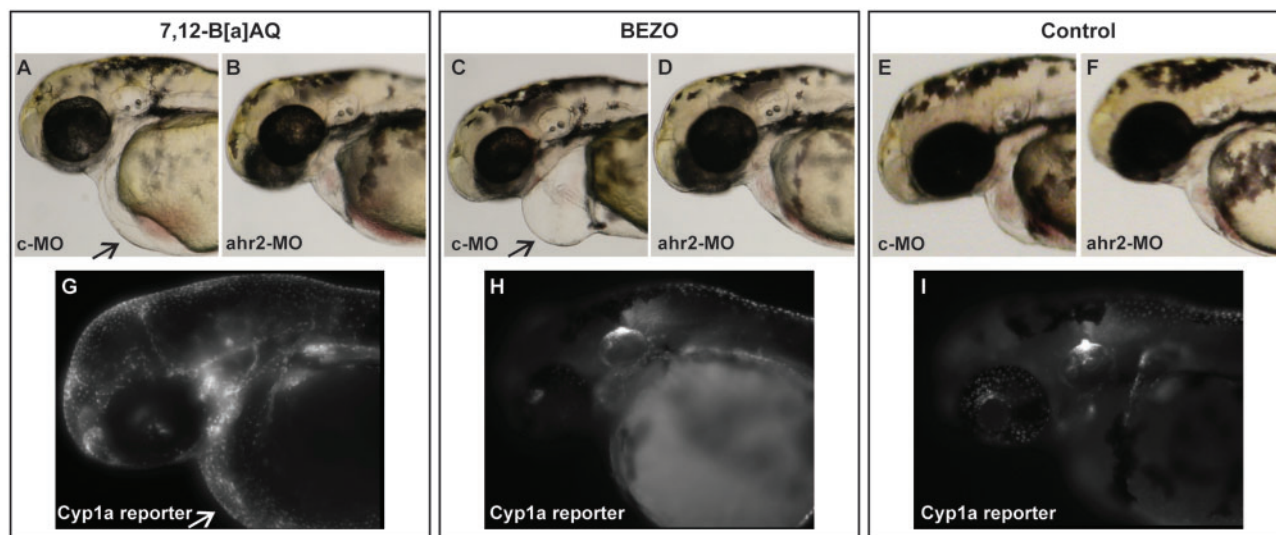 7,12-B[a]AQ
BEZO
Control
A
B
C
D
E
F
c-MO
ahr2-MO
c-MO
ahr2-MO
c-MO
ahr2-MO
G
H
I
Cyp1a reporter
Cyp1a reporter
Cyp1a reporter